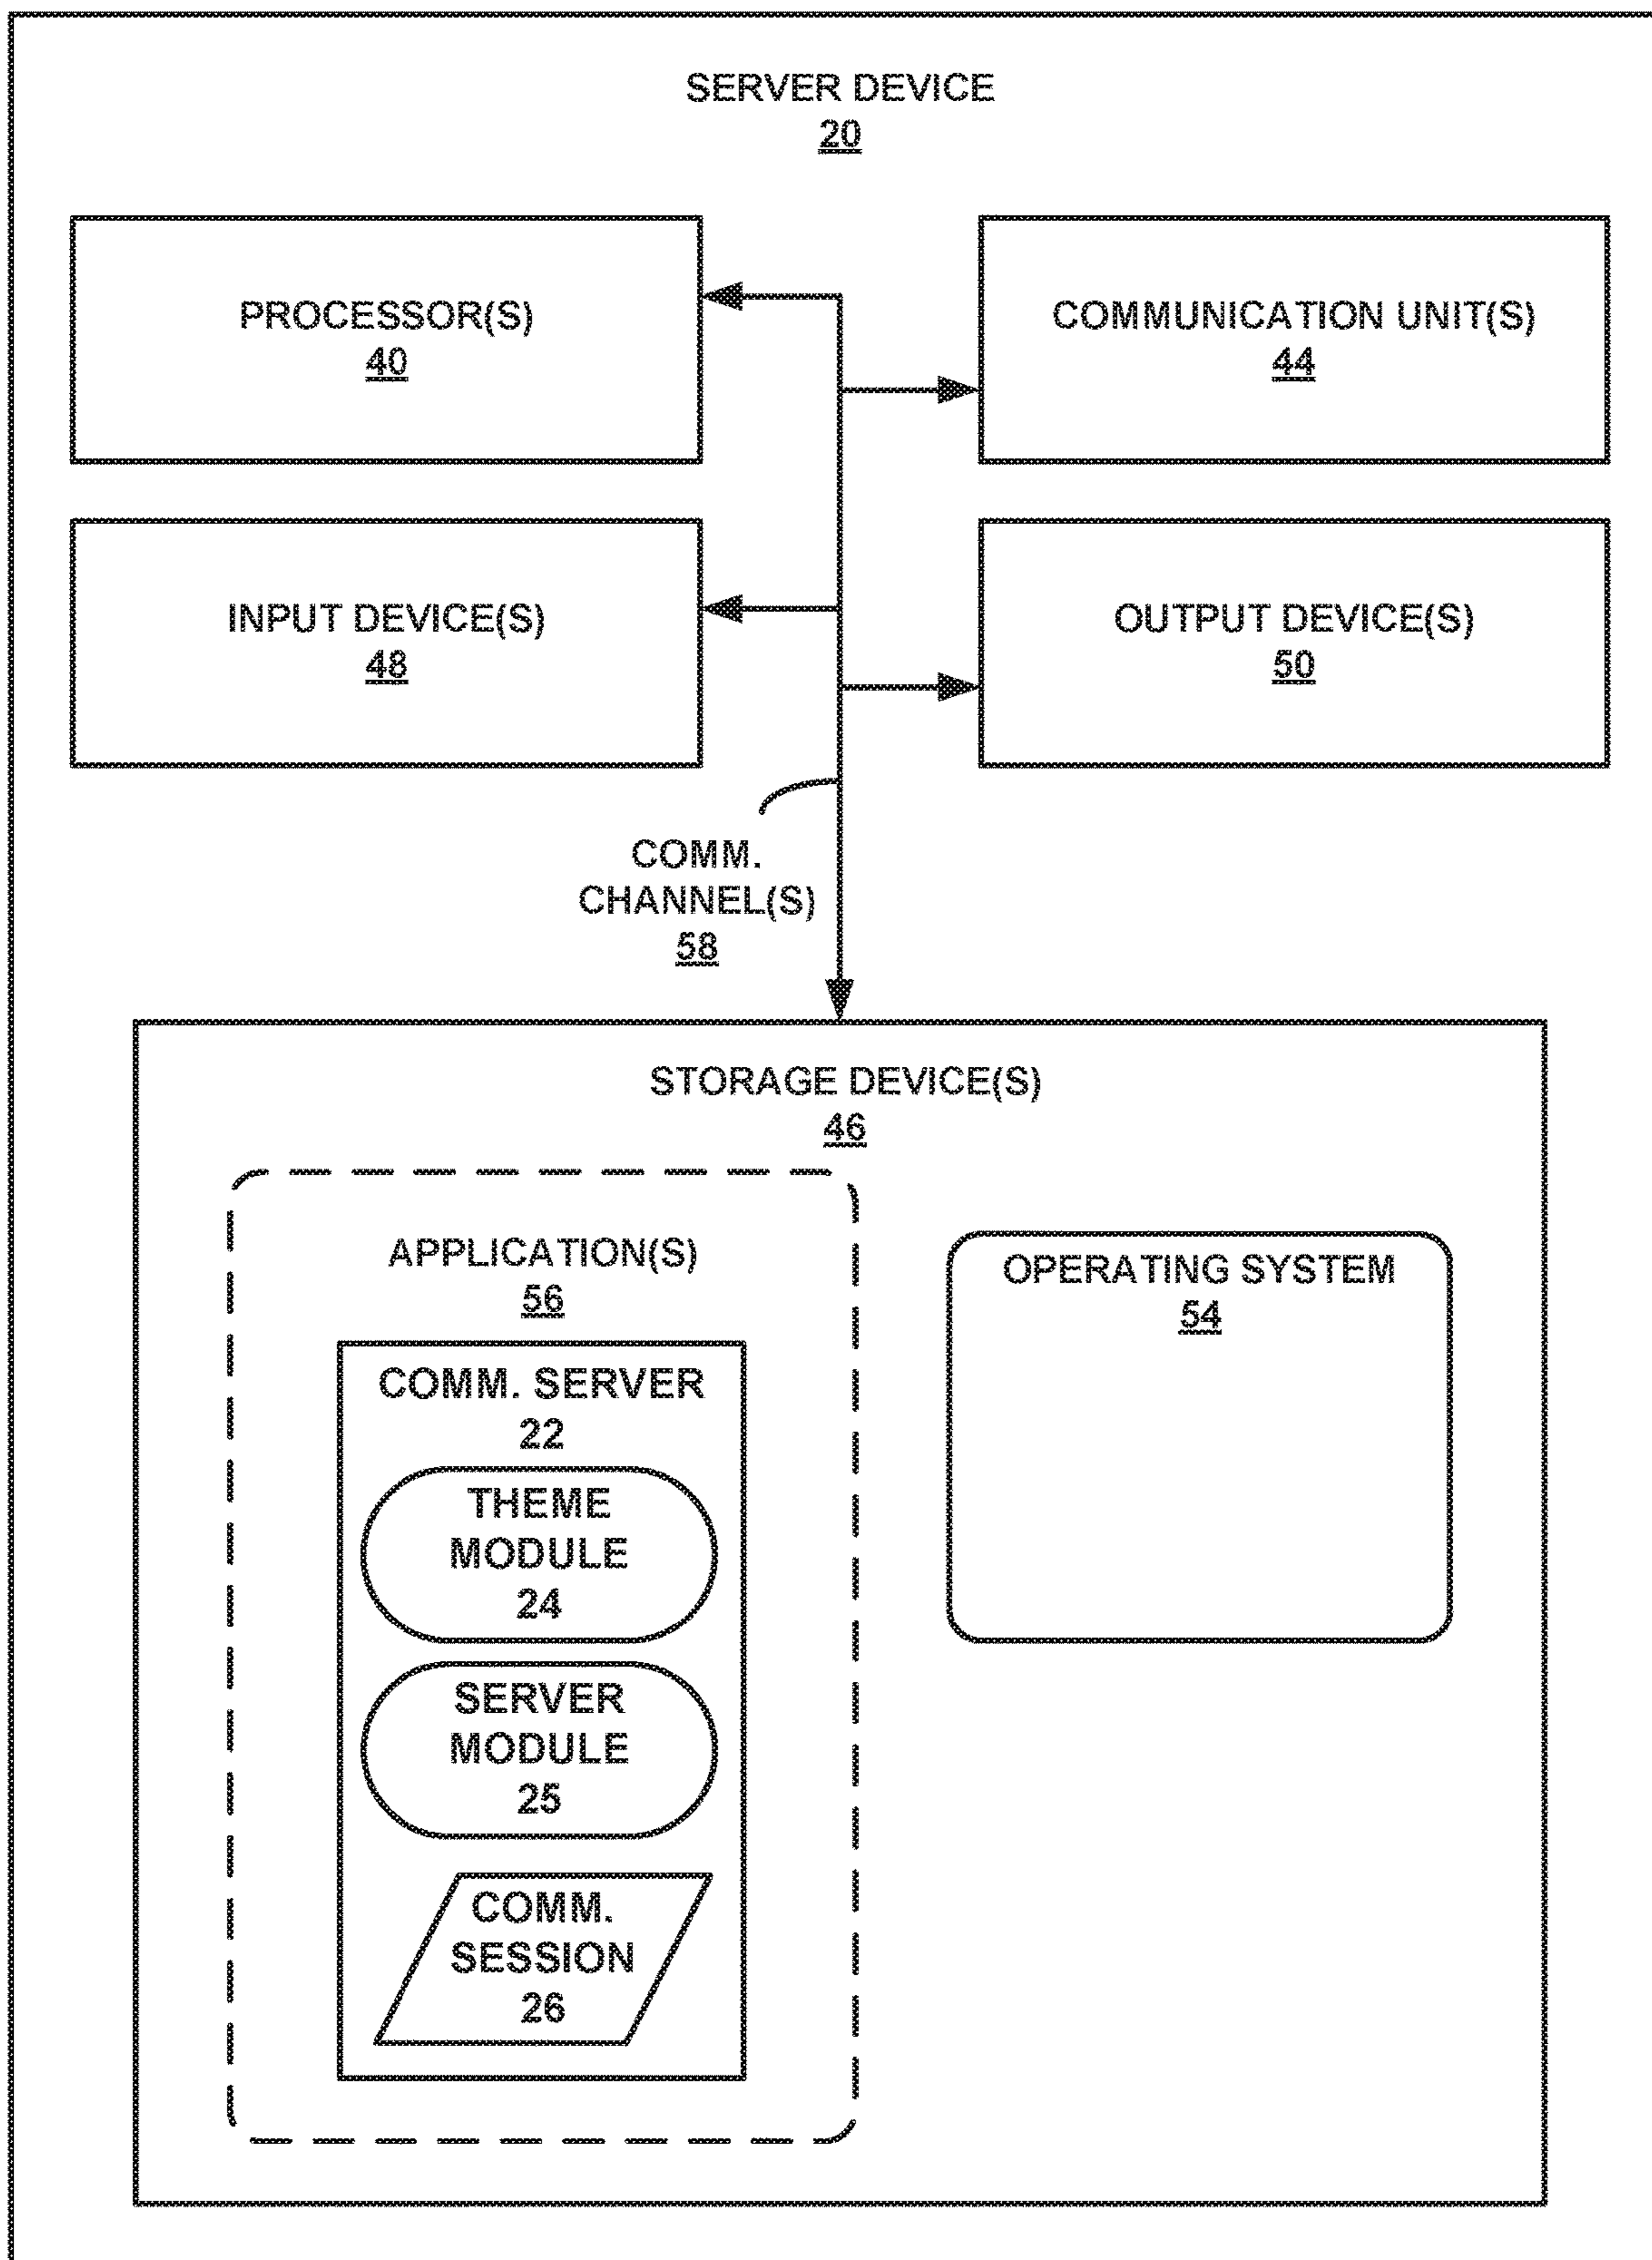 SERVER DEVICE
20
PROCESSOR(S)
40
COMMUNICATION UNIT(S)
44
INPUT DEVICE(S)
48
OUTPUT DEVICE(S)
50
COMM.
CHANNEL(S)
58
STORAGE DEVICE(S)
46
APPLICATION(S)
56
COMM. SERVER
22
THEME
MODULE
24
SERVER
MODULE
25
COMM.
SESSION
26
OPERATING SYSTEM
54